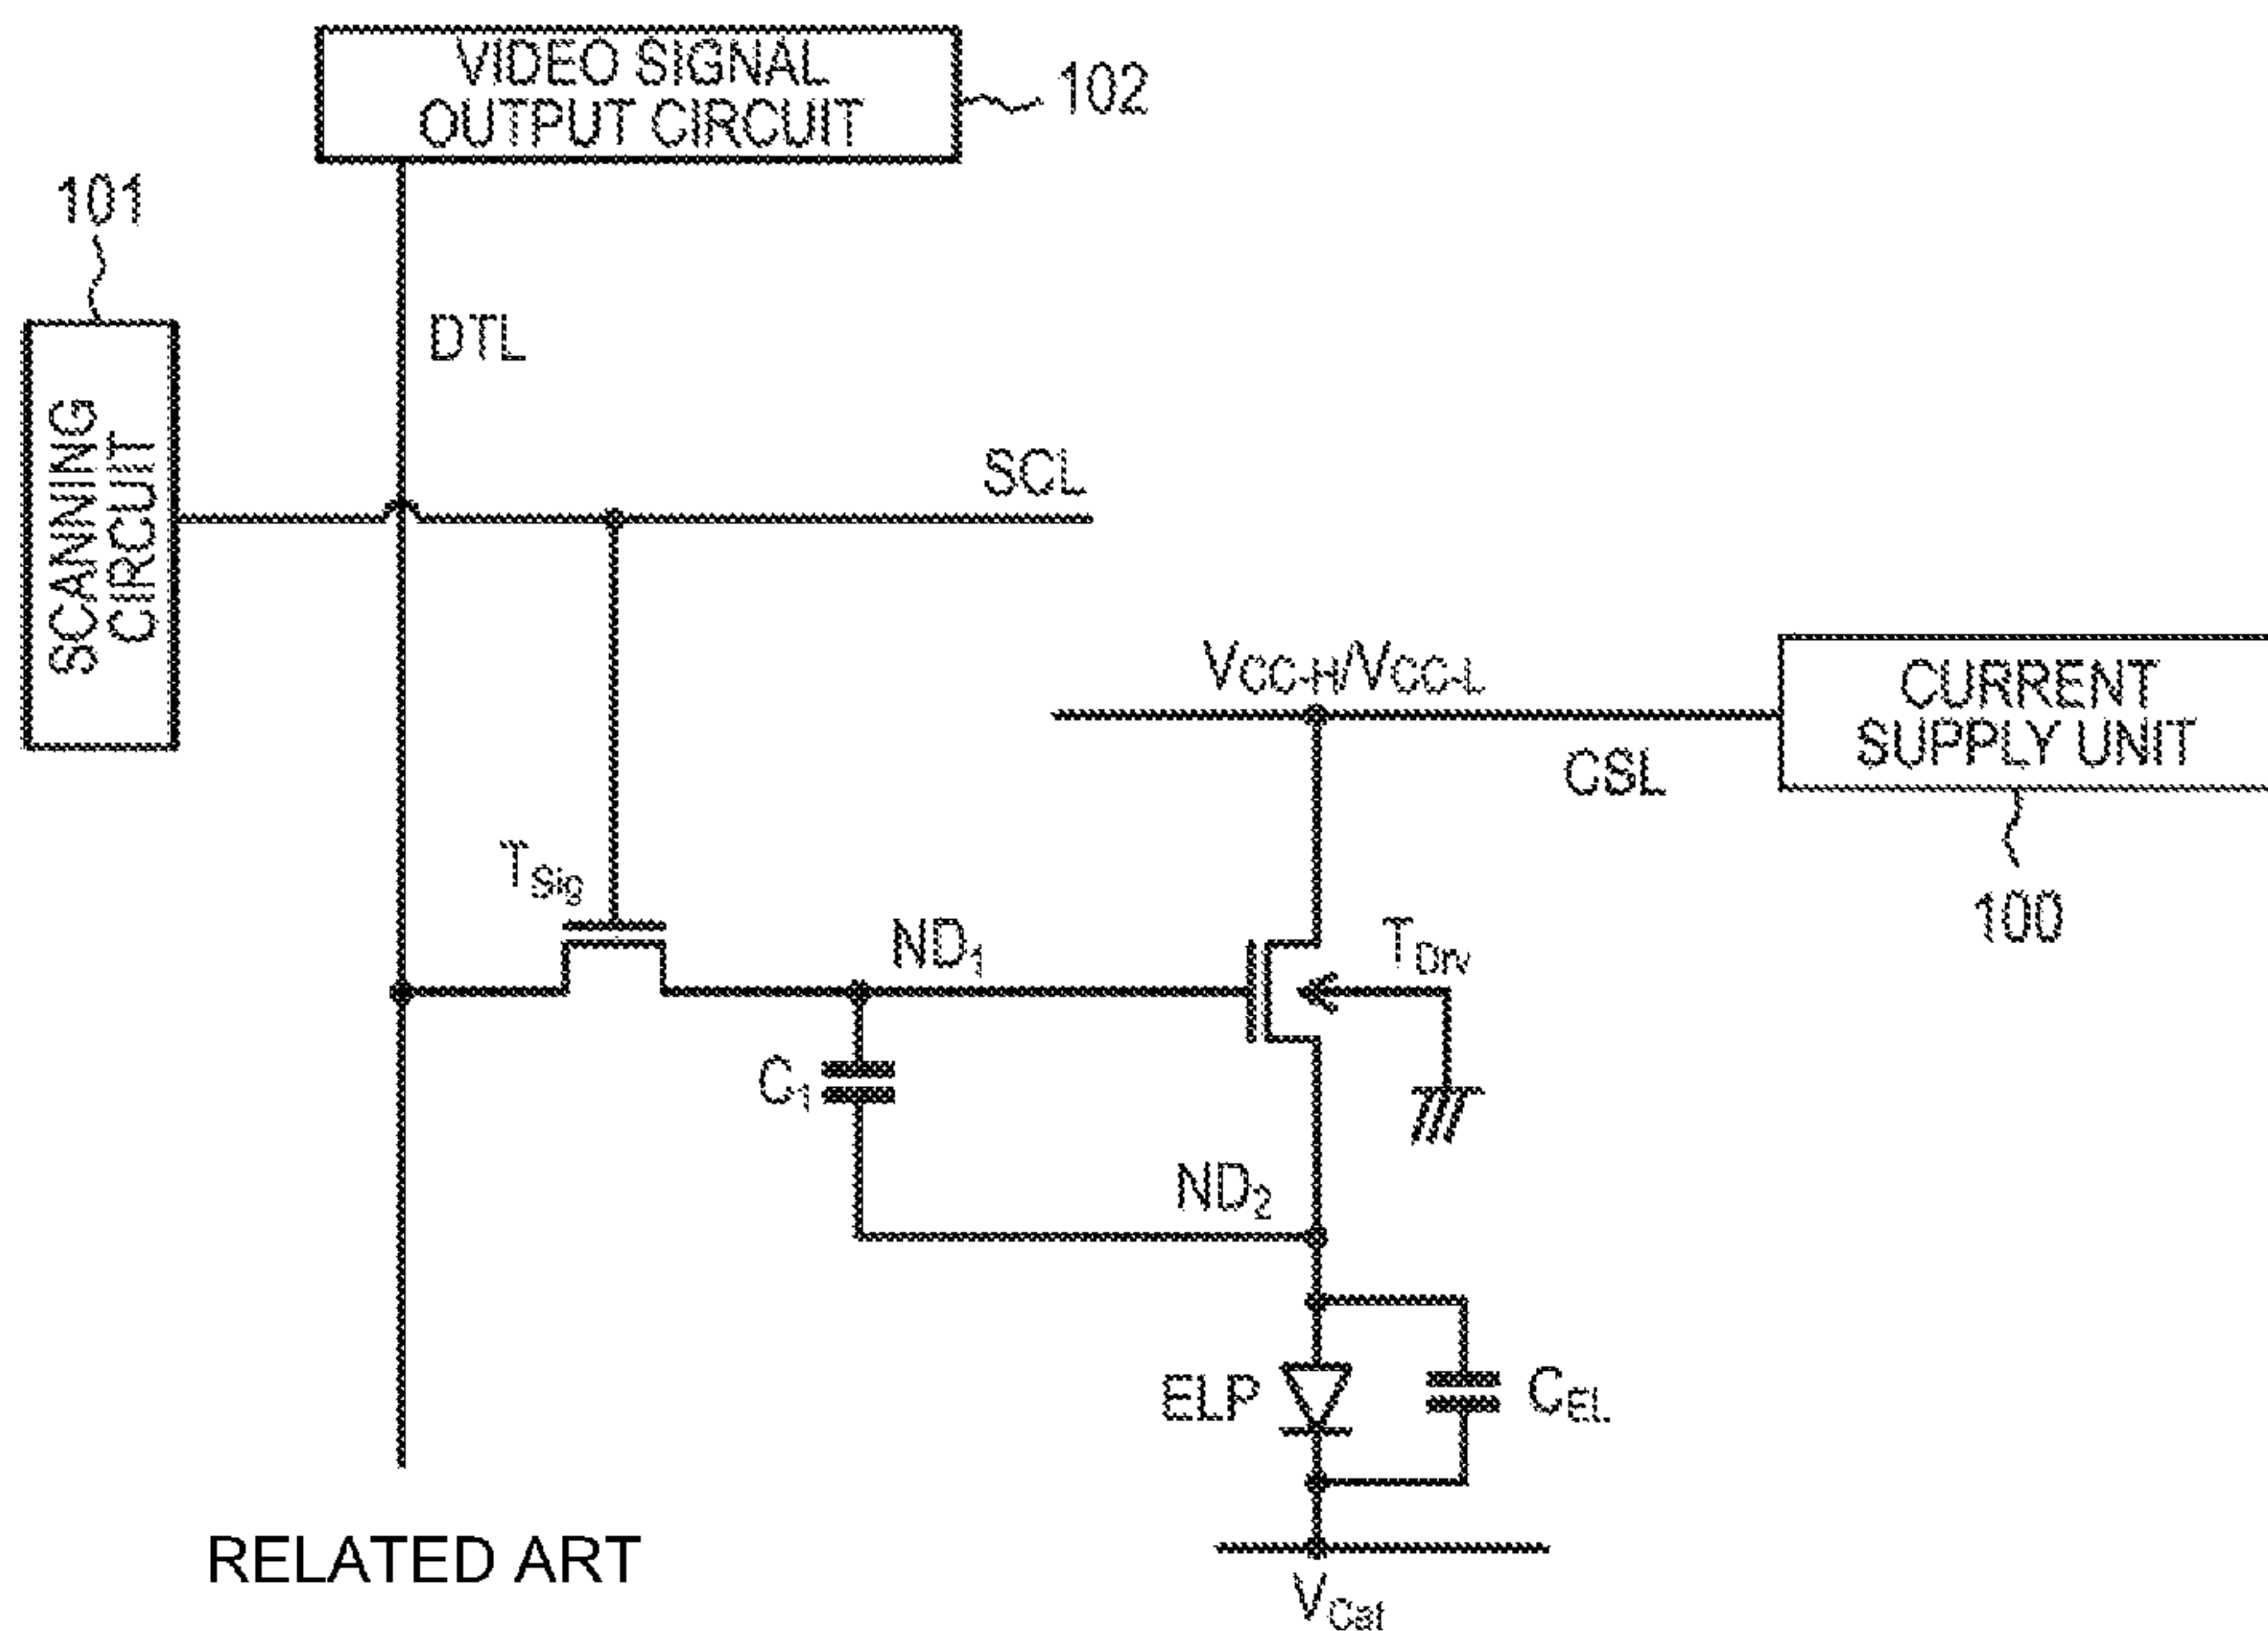 VIDEO SIGNAL
OUTPUT CIRCUIT
102
101
DTL
SCANNING
CIRCUIT
SCL
VCC-H/VCC-L
CURRENT
SUPPLY UNIT
CSL
100
TSig
ND1
TDrv
C1
ND2
ELP
CEL
RELATED ART
VCat